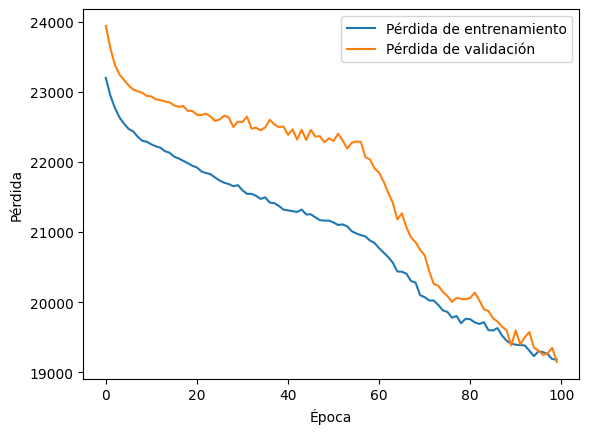 Pérdida de entrenamiento
Pérdida de validación
Pérdida
24000
23000
22000
21000
20000
19000
0 20 40 60 80 100
Época